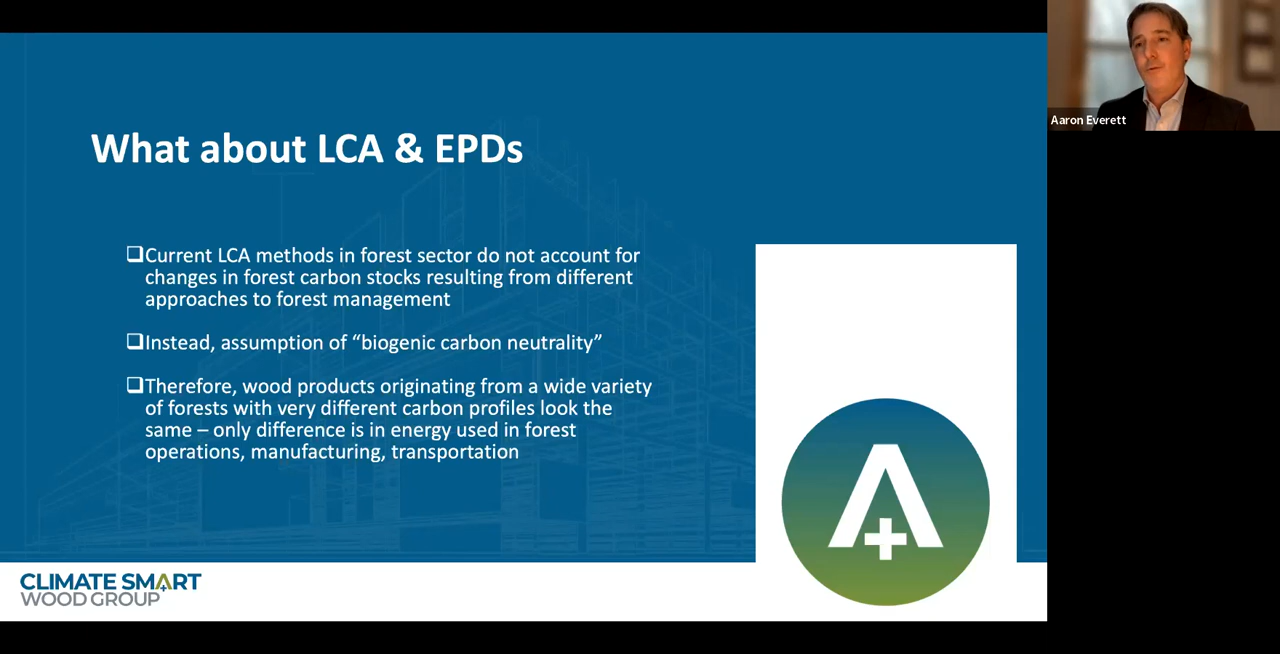 What about LCA & EPDs
❑Current LCA methods in forest sector do not account for
changes in forest carbon stocks resulting from different
approaches to forest management
❑Instead, assumption of “biogenic carbon neutrality”
❑Therefore, wood products originating from a wide variety
of forests with very different carbon profiles look the
same – only difference is in energy used in forest
operations, manufacturing, transportation
CLIMATE SMART
WOOD GROUP
A+
Aaron Everett